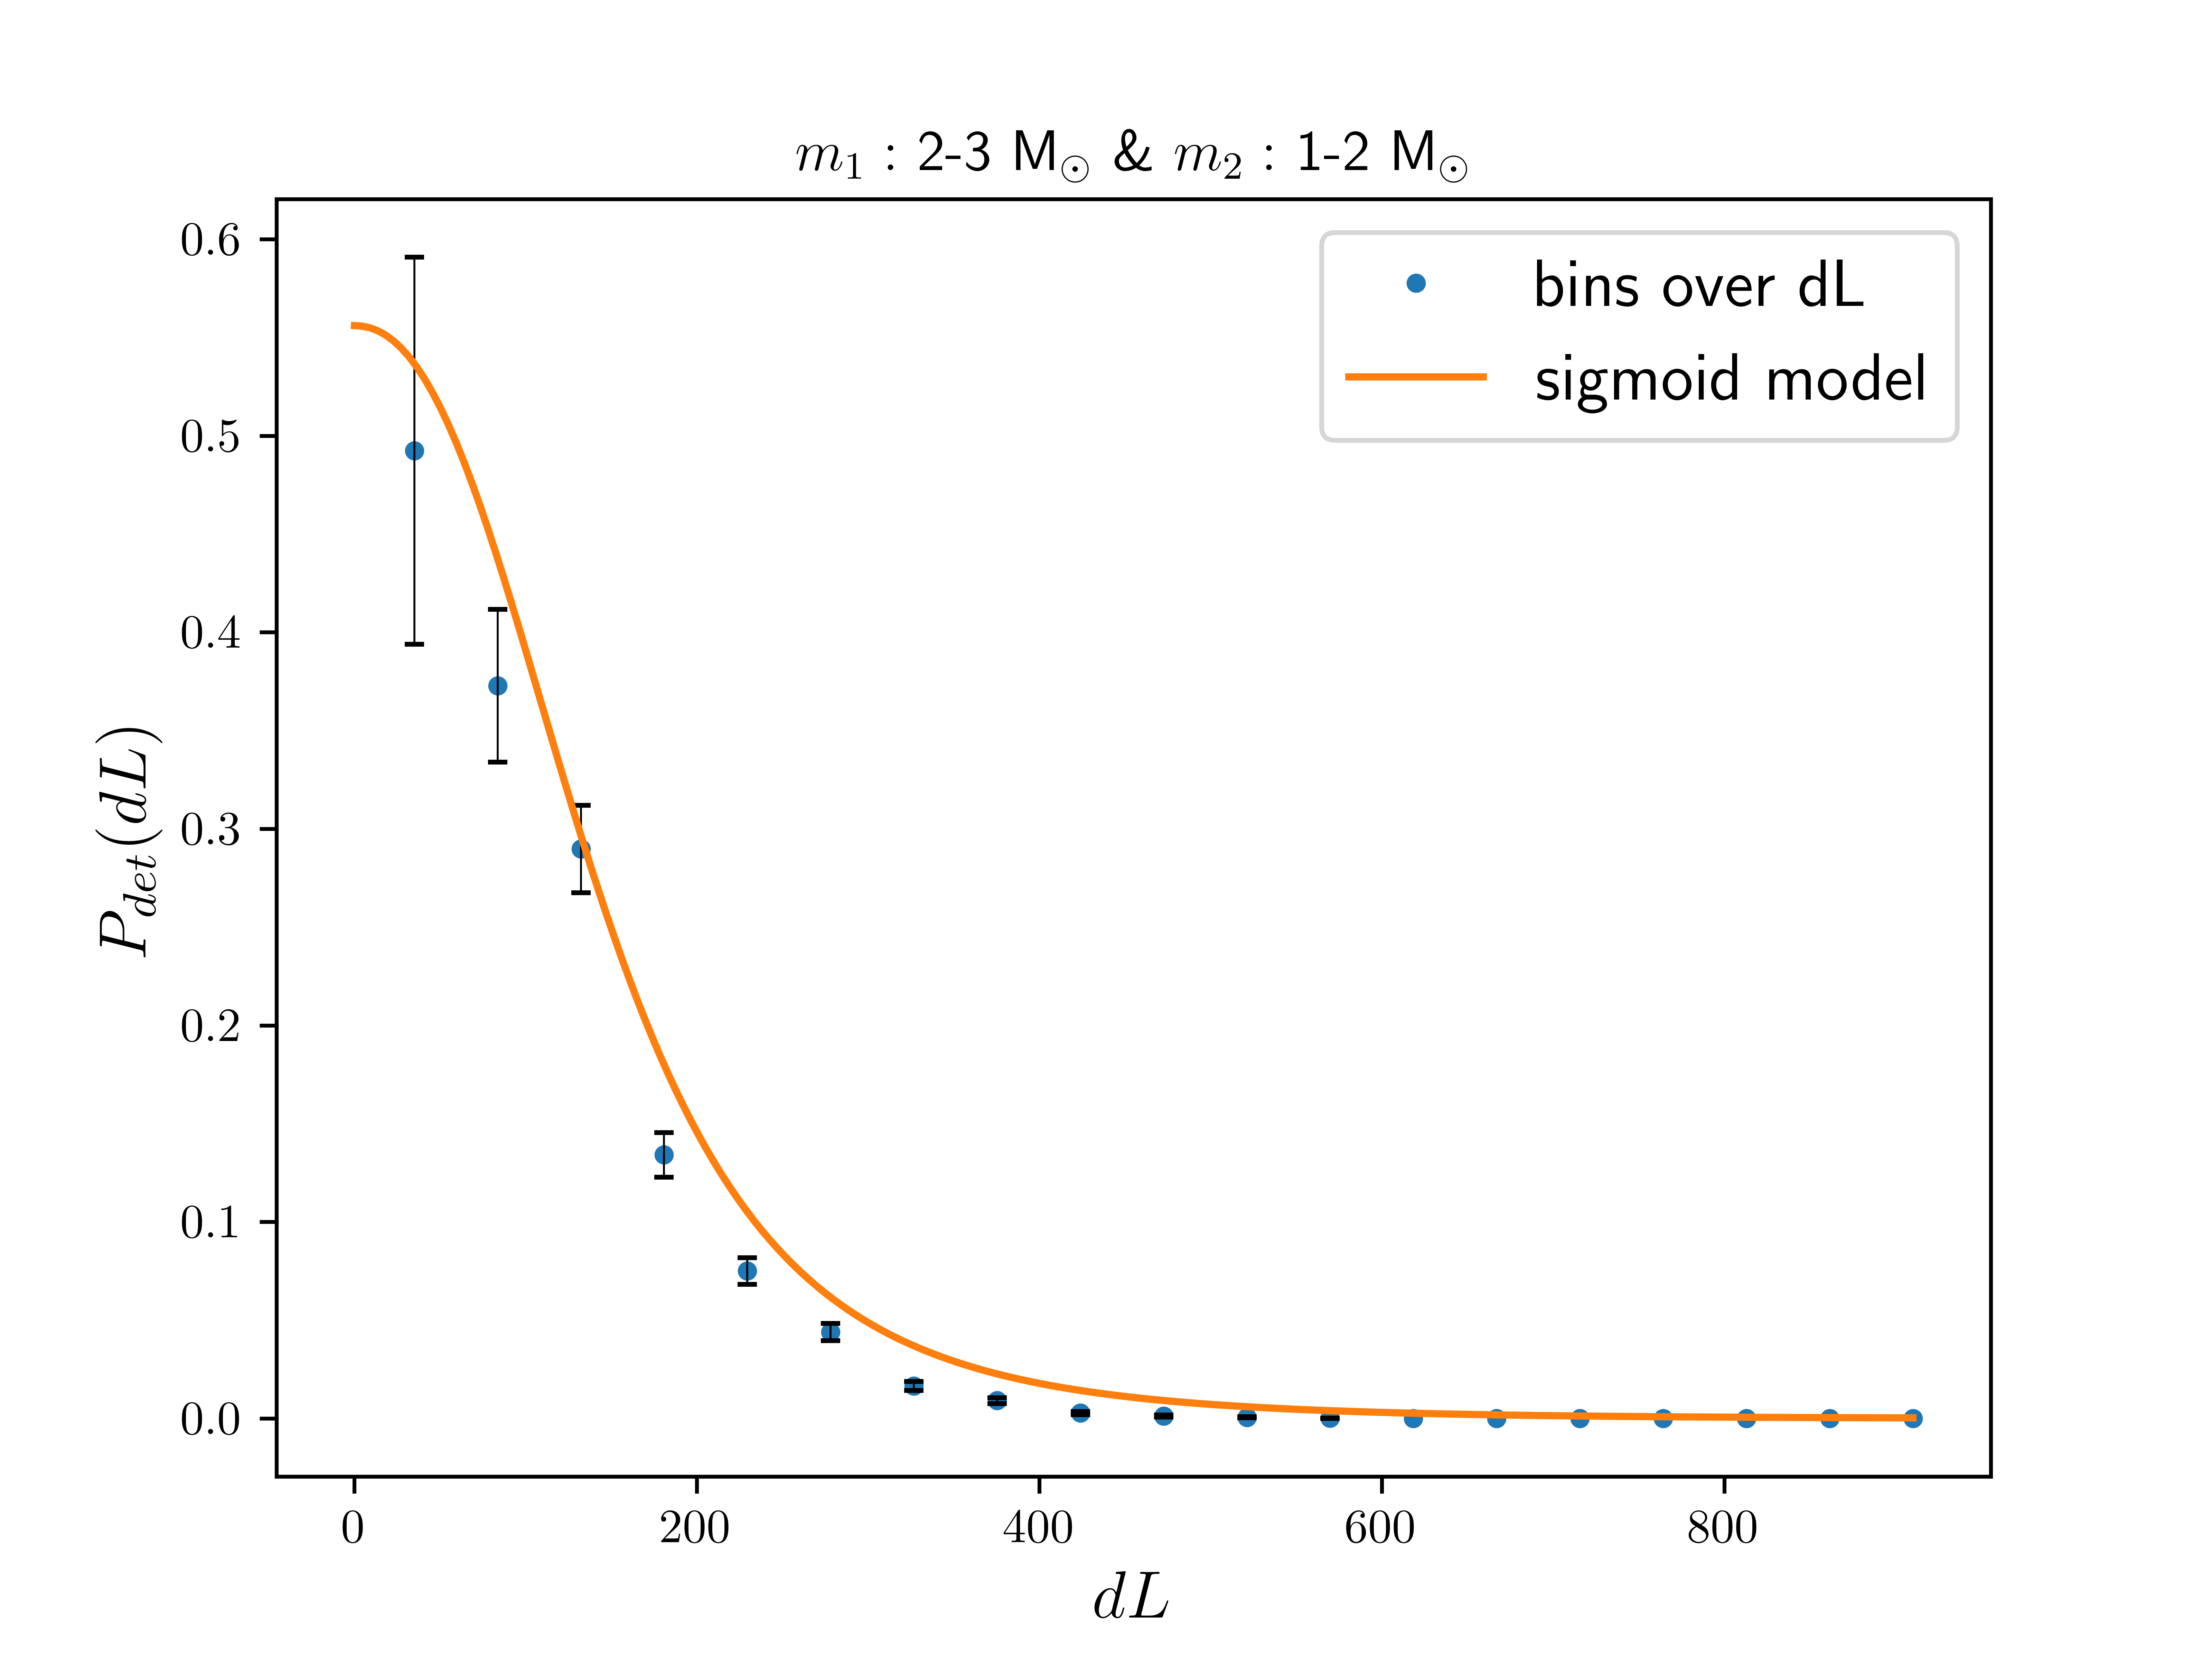 m₁ : 2-3 M⊙ & m₂ : 1-2 M⊙
bins over dL
sigmoid model
0.6
0.5
0.4
0.3
0.2
0.1
0.0
P_det(dL)
0 200 400 600 800
dL